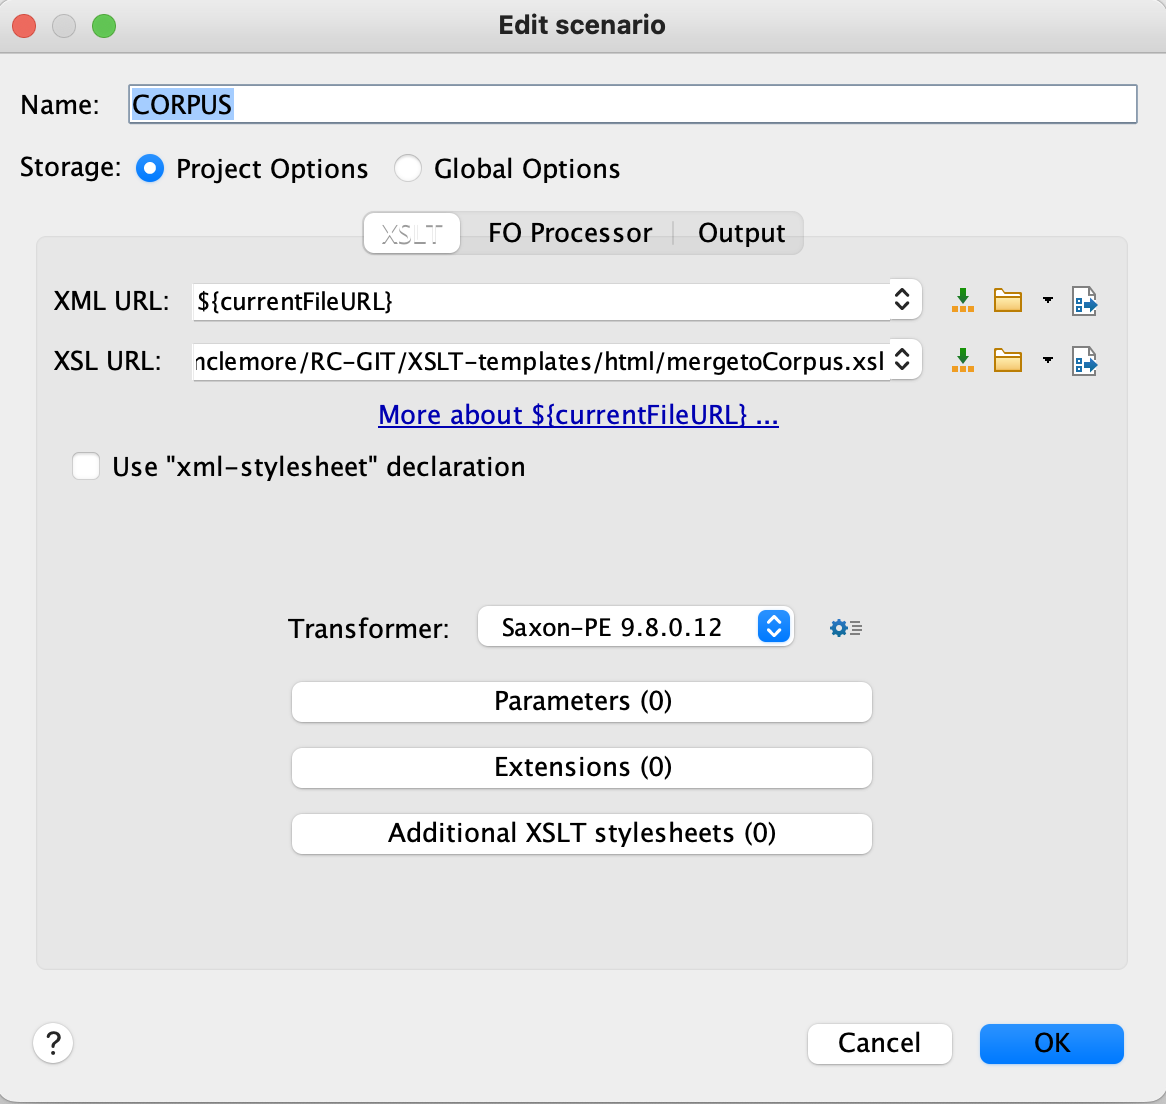 Edit scenario
Name: CORPUS
Storage: Project Options Global Options
XSLT FO Processor Output
XML URL: ${currentFileURL}
XSL URL: nclemore/RC-GIT/XSLT-templates/html/mergetoCorpus.xsl
More about ${currentFileURL} ...
Use "xml-stylesheet" declaration
Transformer: Saxon-PE 9.8.0.12
Parameters (0)
Extensions (0)
Additional XSLT stylesheets (0)
? Cancel OK